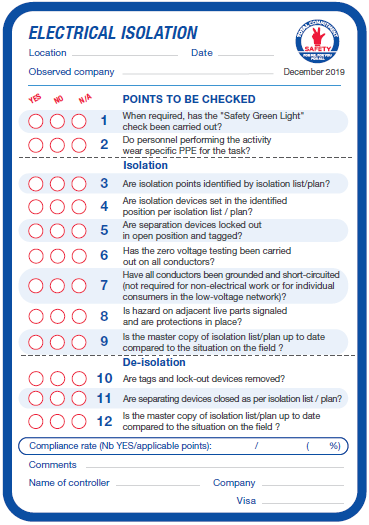 ELECTRICAL ISOLATION
TOTAL COMMITMENT
SAFETY
FOR ME, FOR YOU,
FOR ALL
Location Date
Observed company December 2019
YES NO N/A POINTS TO BE CHECKED
1 When required, has the "Safety Green Light"
check been carried out?
2 Do personnel performing the activity
wear specific PPE for the task?
Isolation
3 Are isolation points identified by isolation list/plan?
4 Are isolation devices set in the identified
position per isolation list / plan?
5 Are separation devices locked out
in open position and tagged?
6 Has the zero voltage testing been carried
out on all conductors?
7 Have all conductors been grounded and short-circuited
(not required for non-electrical work or for individual
consumers in the low-voltage network)?
8 Is hazard on adjacent live parts signaled
and are protections in place?
9 Is the master copy of isolation list/plan up to date
compared to the situation on the field ?
De-isolation
10 Are tags and lock-out devices removed?
11 Are separating devices closed as per isolation list / plan?
12 Is the master copy of isolation list/plan up to date
compared to the situation on the field ?
Compliance rate (Nb YES/applicable points): / ( %)
Comments
Name of controller Company
Visa